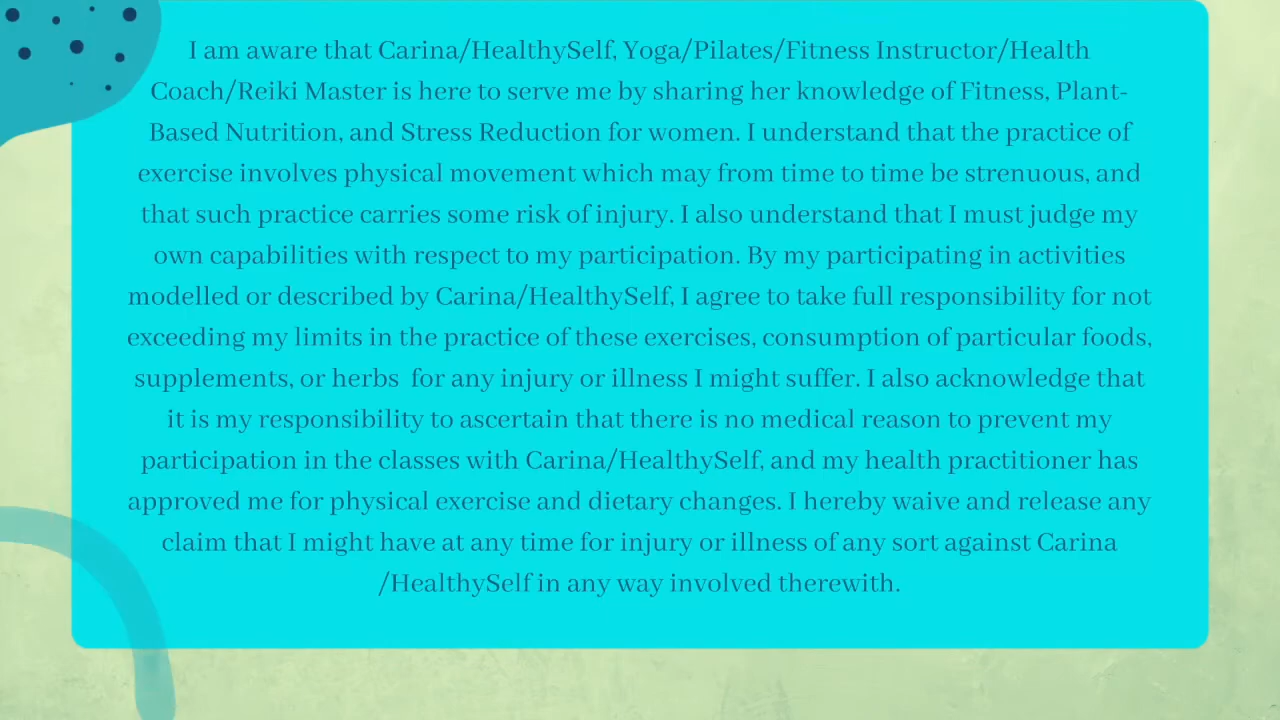 I am aware that Carina/HealthySelf, Yoga/Pilates/Fitness Instructor/Health
Coach/Reiki Master is here to serve me by sharing her knowledge of Fitness, Plant-
Based Nutrition, and Stress Reduction for women. I understand that the practice of
exercise involves physical movement which may from time to time be strenuous, and
that such practice carries some risk of injury. I also understand that I must judge my
own capabilities with respect to my participation. By my participating in activities
modelled or described by Carina/HealthySelf, I agree to take full responsibility for not
exceeding my limits in the practice of these exercises, consumption of particular foods,
supplements, or herbs  for any injury or illness I might suffer. I also acknowledge that
it is my responsibility to ascertain that there is no medical reason to prevent my
participation in the classes with Carina/HealthySelf, and my health practitioner has
approved me for physical exercise and dietary changes. I hereby waive and release any
claim that I might have at any time for injury or illness of any sort against Carina
/HealthySelf in any way involved therewith.